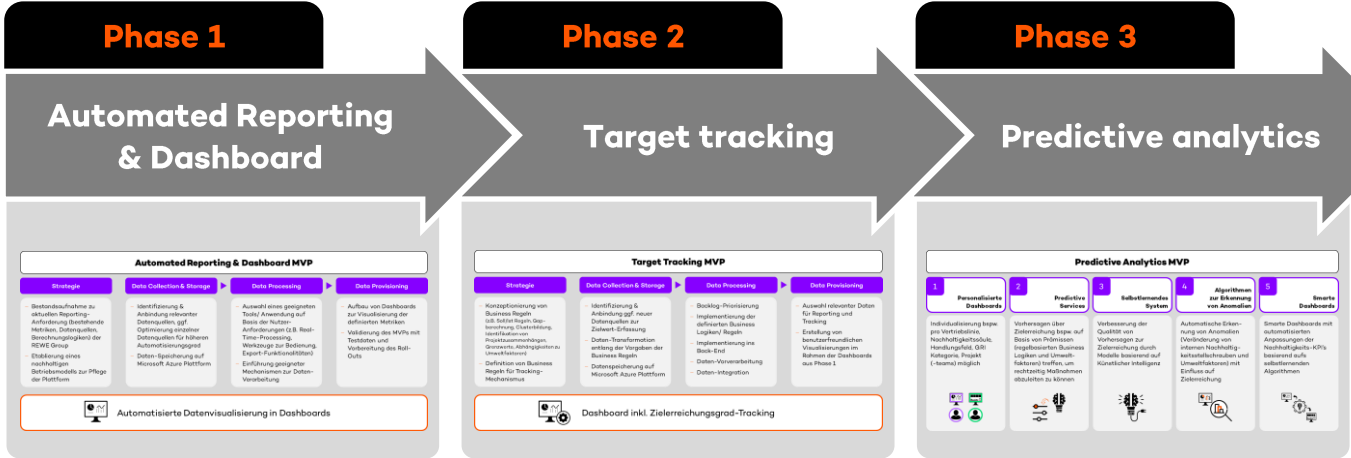 Phase 1
Automated Reporting
& Dashboard
Automated Reporting & Dashboard MVP
Strategie
- Bestandsaufnahme zu
aktuellen Reporting-
Anforderung (bestehende
Metriken, Datenquellen,
Berechnungslogiken) der
REWE Group
- Etablierung eines
nachhaltigen
Betriebsmodells zur Pflege
der Plattform
Data Collection & Storage
- Identifizierung &
Anbindung relevanter
Datenquellen, ggf.
Optimierung einzelner
Datenquellen für höheren
Automatisierungsgrad
- Daten-Speicherung auf
Microsoft Azure Plattform
Data Processing
- Auswahl eines geeigneten
Tools/ Anwendung auf
Basis der Nutzer-
Anforderungen (z.B. Real-
Time-Processing,
Werkzeuge zur Bedienung,
Export-Funktionalitäten)
- Einführung geeigneter
Mechanismen zur Daten-
Verarbeitung
Data Provisioning
- Aufbau von Dashboards
zur Visualisierung der
definierten Metriken
- Validierung des MVPs mit
Testdaten und
Vorbereitung des Roll-
Outs
Automatisierte Datenvisualisierung in Dashboards
Phase 2
Target tracking
Target Tracking MVP
Strategie
- Konzeptionierung von
Business Regeln
Projektzusammenhängen,
Grenzwerte, Abhängigkeiten zu
Umweltfaktoren)
- Definition von Business
Regeln für Tracking-
Mechanismus
Data Collection & Storage
- Identifizierung &
Anbindung ggf. neuer
Datenquellen zur
Zielwert-Erfassung
- Daten-Transformation
entlang der Vorgaben der
Business Regeln
- Datenspeicherung auf
Microsoft Azure Plattform
Data Processing
- Backlog-Priorisierung
- Implementierung der
definierten Business
Logiken/ Regeln
- Implementierung ins
Back-End
- Daten-Vorverarbeitung
- Daten-Integration
Data Provisioning
- Auswahl relevanter Daten
für Reporting und
Tracking
- Erstellung von
benutzerfreundlichen
Visualisierungen im
Rahmen der Dashboards
aus Phase 1
Dashboard inkl. Zielerreichungsgrad-Tracking
Phase 3
Predictive analytics
Predictive Analytics MVP
1
Personalisierte
Dashboards
Individualisierung bspw.
pro Vertriebslinie,
Nachhaltigkeitssäule,
Handlungsfeld, GRI
Kategorie, Projekt
(-teams) möglich
2
Predictive
Services
Vorhersagen über
Zielerreichung bspw. auf
Basis von Prämissen
(regelbasierten Business
Logiken und Umwelt-
faktoren) treffen, um
rechtzeitig Maßnahmen
abzuleiten zu können
3
Selbstlernendes
System
Verbesserung der
Qualität von
Vorhersagen zur
Zielerreichung durch
Modelle basierend auf
Künstlicher Intelligenz
4
Algorithmen
zur Erkennung
von Anomalien
Automatische Erken-
nung von Anomalien
(Veränderung von
internen Nachhaltig-
keitsstellschrauben und
Umweltfaktoren) mit
Einfluss auf
Zielerreichung
5
Smarte
Dashboards
Smarte Dashboards mit
automatisierten
Anpassungen der
Nachhaltigkeits-KPI's
basierend auf
selbstlernenden
Algorithmen